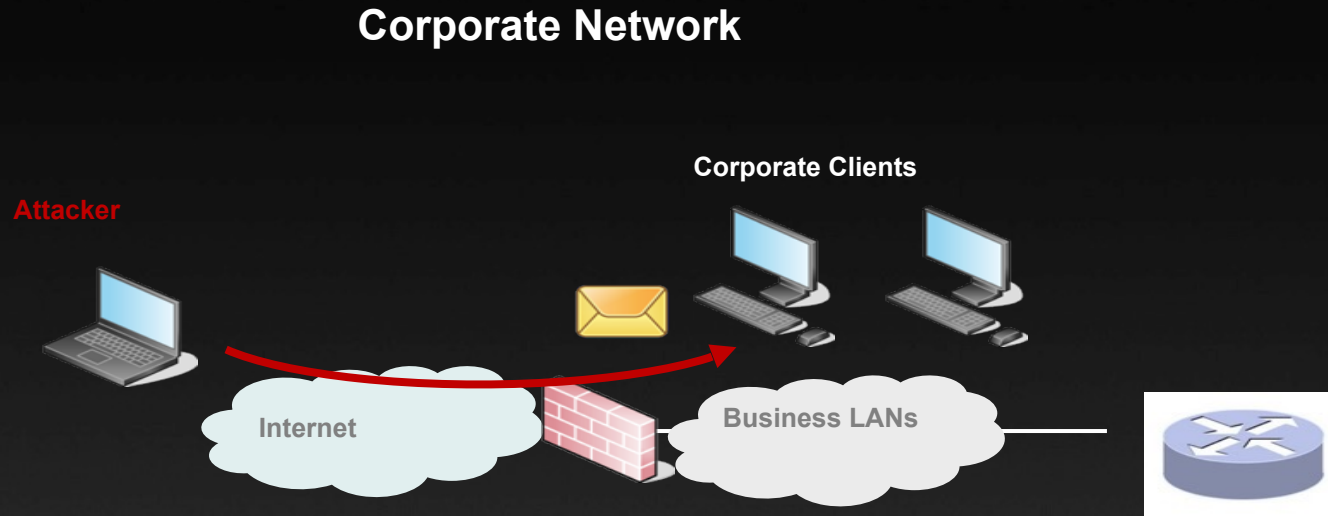 Corporate Network
Corporate Clients
Attacker
Internet
Business LANs